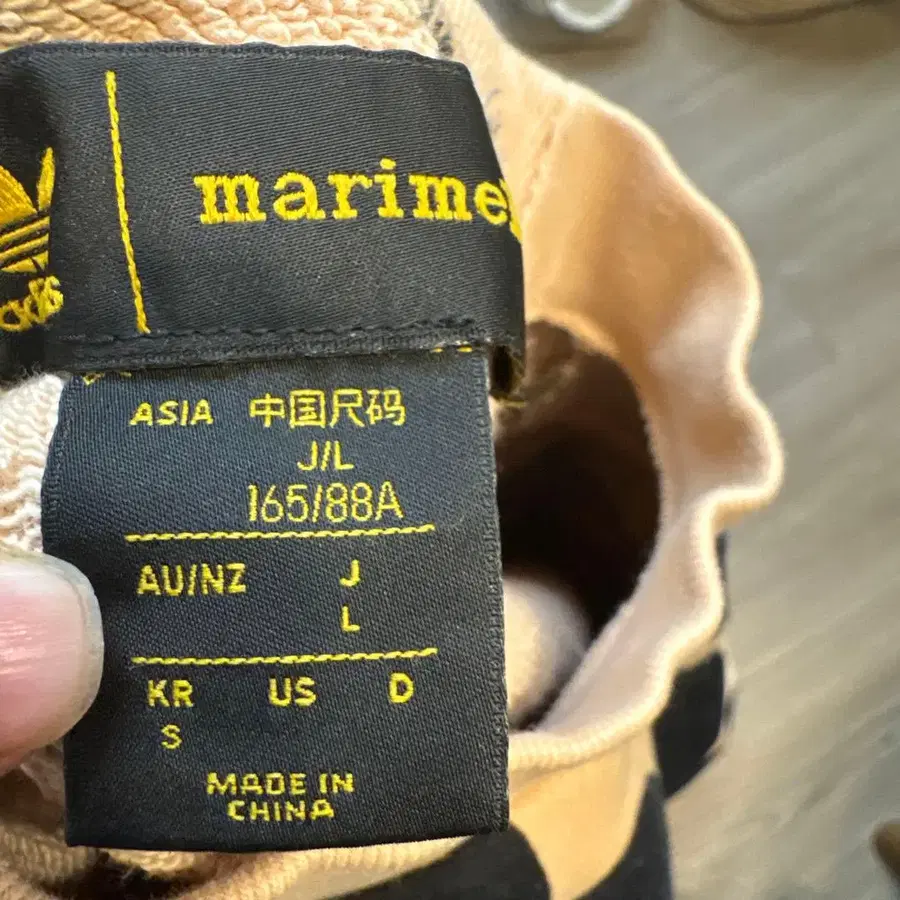 marime
adidas
ASIA 中国尺码
J/L
165/88A
AU/NZ J
L
KR US D
S
MADE IN
CHINA